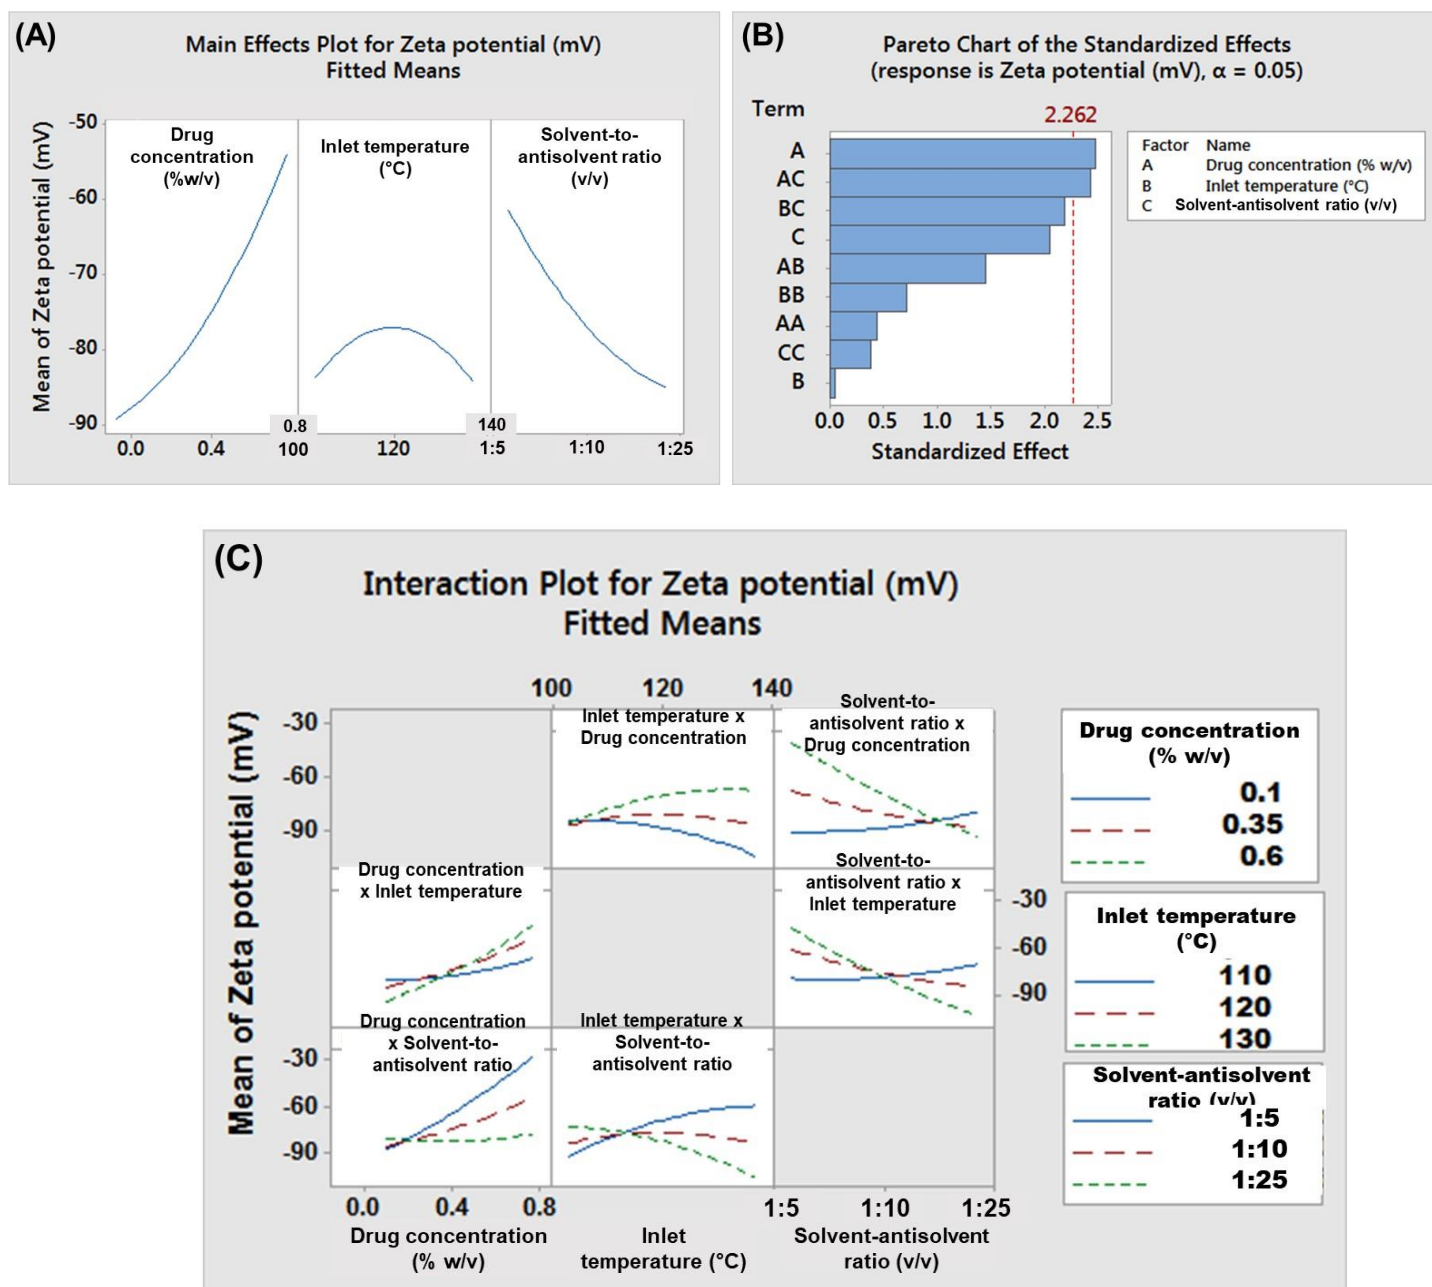 (A)
Main Effects Plot for Zeta potential (mV)
Fitted Means
Mean of Zeta potential (mV)
-50
-60
-70
-80
-90
Drug
concentration
(%w/v)
Inlet temperature
(°C)
Solvent-to-
antisolvent ratio
(v/v)
0.8
140
0.0
0.4
100
120
1:5
1:10
1:25
(B)
Pareto Chart of the Standardized Effects
(response is Zeta potential (mV), α = 0.05)
Term
2.262
A
AC
BC
C
AB
BB
AA
CC
B
0.0
0.5
1.0
1.5
2.0
2.5
Standardized Effect
Factor Name
A Drug concentration (% w/v)
B Inlet temperature (°C)
C Solvent-antisolvent ratio (v/v)
(C)
Interaction Plot for Zeta potential (mV)
Fitted Means
Mean of Zeta potential (mV)
100
120
140
-30
-60
-90
Inlet temperature x
Drug concentration
Solvent-to-
antisolvent ratio x
Drug concentration
Drug concentration
x Inlet temperature
Solvent-to-
antisolvent ratio x
Inlet temperature
-30
-60
-90
Drug concentration
x Solvent-to-
antisolvent ratio
Inlet temperature x
Solvent-to-
antisolvent ratio
-30
-60
-90
0.0
0.4
0.8
1:5
1:10
1:25
Drug concentration
(% w/v)
Inlet
temperature (°C)
Solvent-antisolvent
ratio (v/v)
Drug concentration
(% w/v)
0.1
0.35
0.6
Inlet temperature
(°C)
110
120
130
Solvent-antisolvent
ratio (v/v)
1:5
1:10
1:25